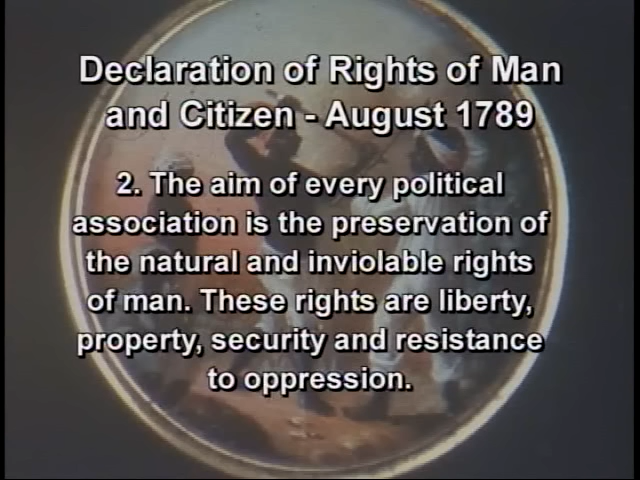 Declaration of Rights of Man
and Citizen - August 1789
2. The aim of every political
association is the preservation of
the natural and inviolable rights
of man. These rights are liberty,
property, security and resistance
to oppression.